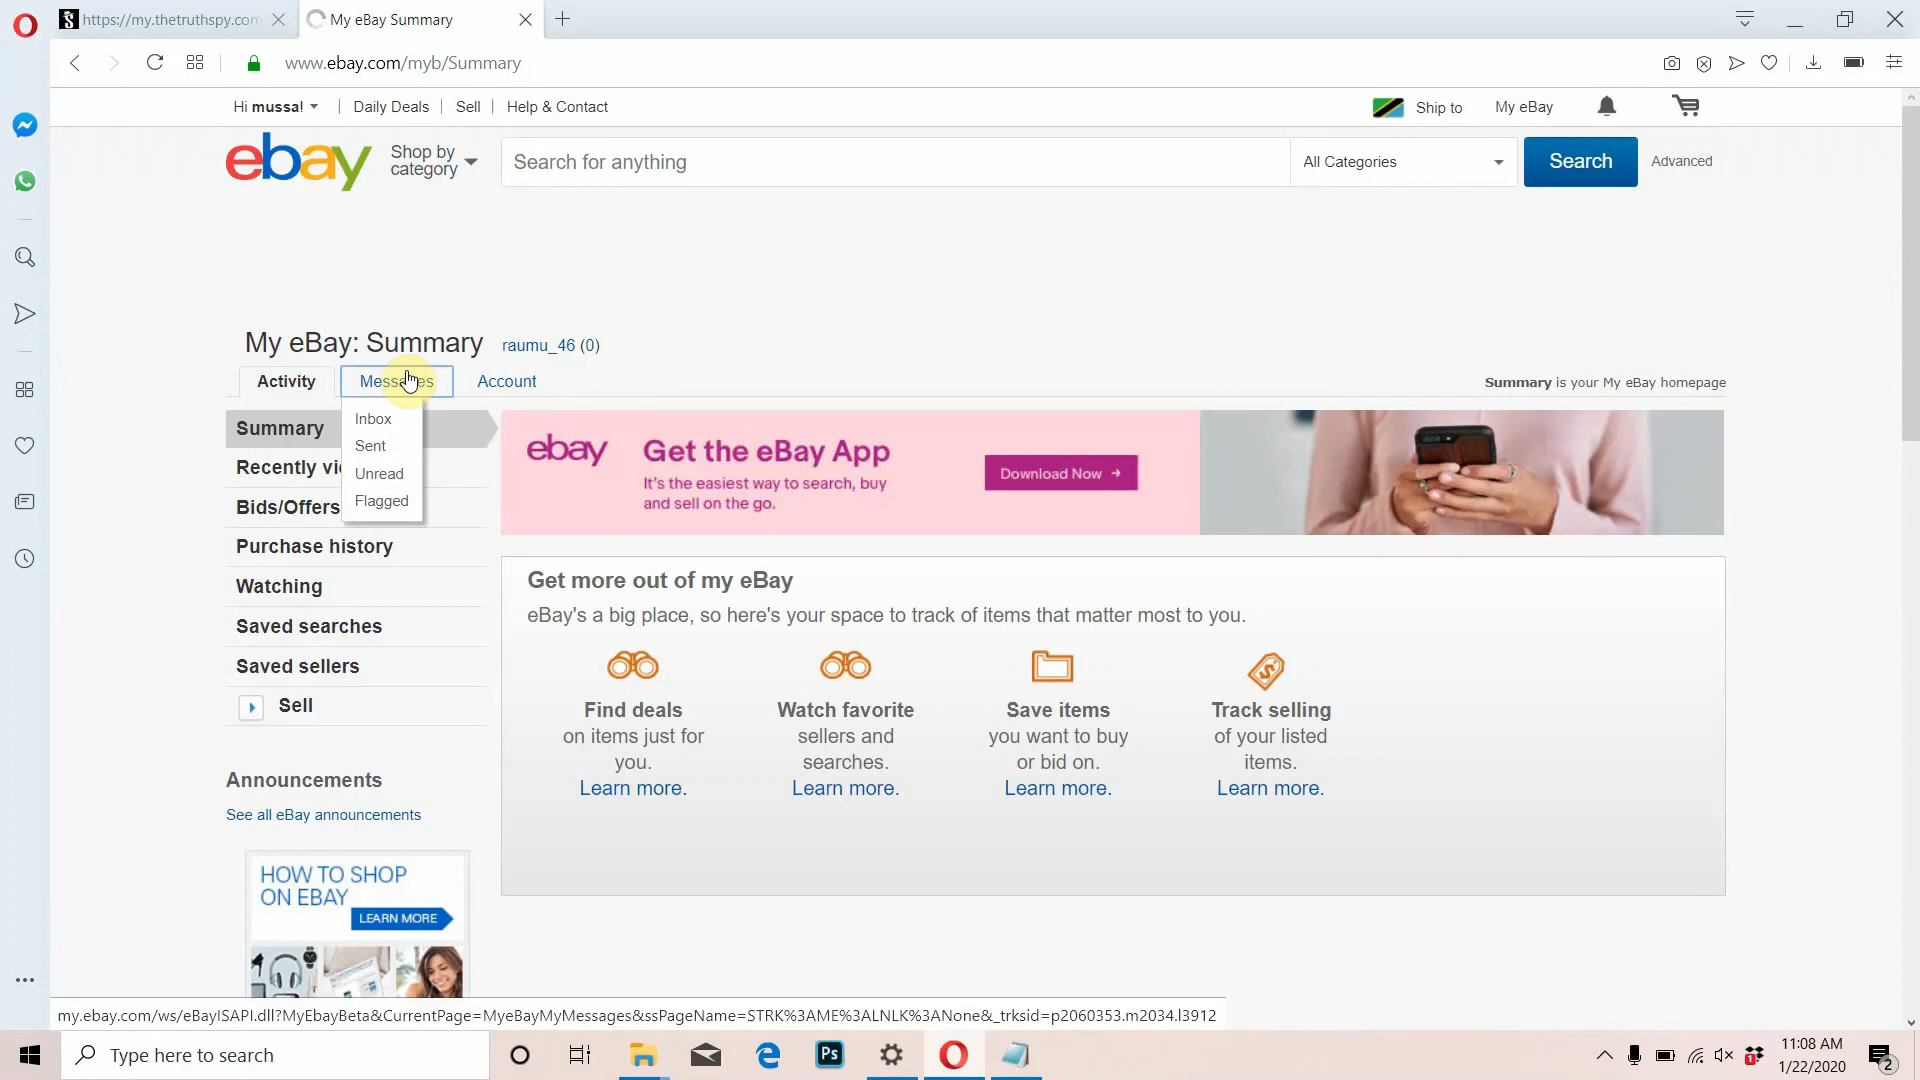 https://my.thetruthspy.com
My eBay Summary
www.ebay.com/myb/Summary
Hi mussa!
Daily Deals
Sell
Help & Contact
Ship to
My eBay
ebay
Shop by
category
Search for anything
All Categories
Search
Advanced
My eBay: Summary
raumu_46 (0)
Activity
Messages
Account
Summary is your My eBay homepage
Inbox
Sent
Unread
Flagged
Summary
Recently vi
Bids/Offers
Purchase history
Watching
Saved searches
Saved sellers
Sell
ebay
Get the eBay App
It's the easiest way to search, buy
and sell on the go.
Download Now
Get more out of my eBay
eBay's a big place, so here's your space to track of items that matter most to you.
Find deals
on items just for
you.
Learn more.
Watch favorite
sellers and
searches.
Learn more.
Save items
you want to buy
or bid on.
Learn more.
Track selling
of your listed
items.
Learn more.
Announcements
See all eBay announcements
HOW TO SHOP
ON EBAY
LEARN MORE
my.ebay.com/ws/eBayISAPI.dll?MyEbayBeta&CurrentPage=MyeBayMyMessages&ssPageName=STRK%3AME%3ALNLK%3ANone&_trksid=p2060353.m2034.l3912
Type here to search
Ps
11:08 AM
1/22/2020
2